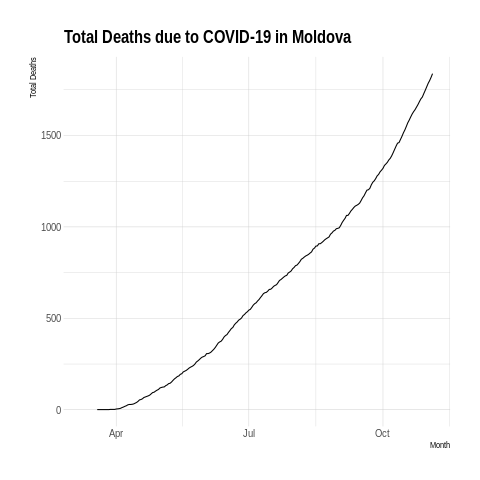 Total Deaths due to COVID-19 in Moldova
Total Deaths
1500
1000
500
0
Apr
Jul
Oct
Month